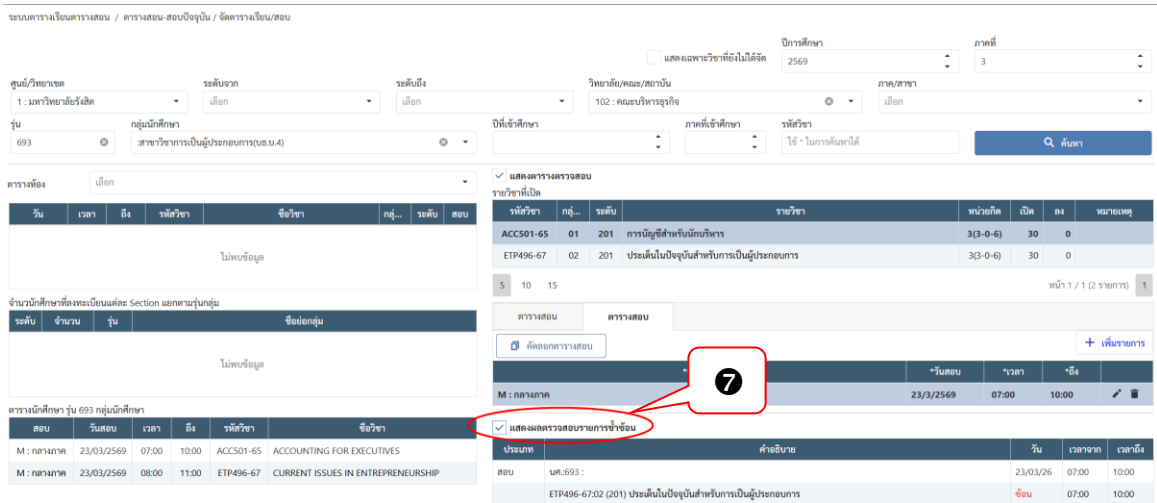 ระบบตารางเรียนตารางสอน / ตารางสอน-สอบปัจจุบัน / จัดตารางเรียน/สอบ
ปีการศึกษา ภาคที่
แสดงเฉพาะวิชาที่ยังไม่ได้จัด 2569 3
ศูนย์/วิทยาเขต ระดับจาก ระดับถึง วิทยาลัย/คณะ/สถาบัน ภาค/สาขา
1 : มหาวิทยาลัยรังสิต เลือก เลือก 102 : คณะบริหารธุรกิจ เลือก
รุ่น กลุ่มนักศึกษา ปีที่เข้าศึกษา ภาคที่เข้าศึกษา รหัสวิชา
693 :สาขาวิชาการเป็นผู้ประกอบการ(บธ.บ.4) ใช้ * ในการค้นหาได้ ค้นหา
ตารางห้อง เลือก
วัน เวลา ถึง รหัสวิชา ชื่อวิชา กลุ่... ระดับ สอบ
ไม่พบข้อมูล
จำนวนนักศึกษาที่ลงทะเบียนแต่ละ Section แยกตามรุ่นกลุ่ม
ระดับ จำนวน รุ่น ชื่อย่อกลุ่ม
ไม่พบข้อมูล
ตารางนักศึกษา รุ่น 693 กลุ่มนักศึกษา
สอบ วันสอบ เวลา ถึง รหัสวิชา ชื่อวิชา
M : กลางภาค 23/03/2569 07:00 10:00 ACC501-65 ACCOUNTING FOR EXECUTIVES
M : กลางภาค 23/03/2569 08:00 11:00 ETP496-67 CURRENT ISSUES IN ENTREPRENEURSHIP
แสดงตารางตรวจสอบ
รายวิชาที่เปิด
รหัสวิชา กลุ่... ระดับ รายวิชา หน่วยกิต เปิด ลง หมายเหตุ
ACC501-65 01 201 การบัญชีสำหรับนักบริหาร 3(3-0-6) 30 0
ETP496-67 02 201 ประเด็นในปัจจุบันสำหรับการเป็นผู้ประกอบการ 3(3-0-6) 30 0
5 10 15 หน้า 1 / 1 (2 รายการ) 1
ตารางสอน ตารางสอบ
คัดลอกตารางสอบ + เพิ่มรายการ
*วันสอบ *เวลา *ถึง
M : กลางภาค 23/3/2569 07:00 10:00
7
แสดงผลตรวจสอบรายการซ้ำซ้อน
ประเภท คำอธิบาย วัน เวลาจาก เวลาถึง
สอบ นศ.:693 : 23/03/26 07:00 10:00
ETP496-67:02 (201) ประเด็นในปัจจุบันสำหรับการเป็นผู้ประกอบการ ซ้อน 07:00 10:00